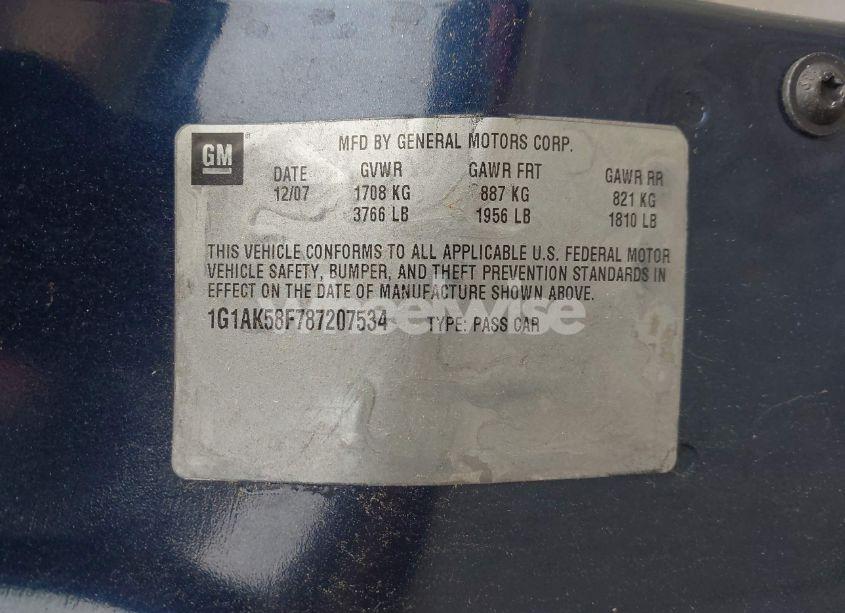 GM
MFD BY GENERAL MOTORS CORP.
DATE GVWR GAWR FRT GAWR RR
12/07 1708 KG 887 KG 821 KG
3766 LB 1956 LB 1810 LB
THIS VEHICLE CONFORMS TO ALL APPLICABLE U.S. FEDERAL MOTOR
VEHICLE SAFETY, BUMPER, AND THEFT PREVENTION STANDARDS IN
EFFECT ON THE DATE OF MANUFACTURE SHOWN ABOVE.
1G1AK58F787207534 TYPE: PASS CAR